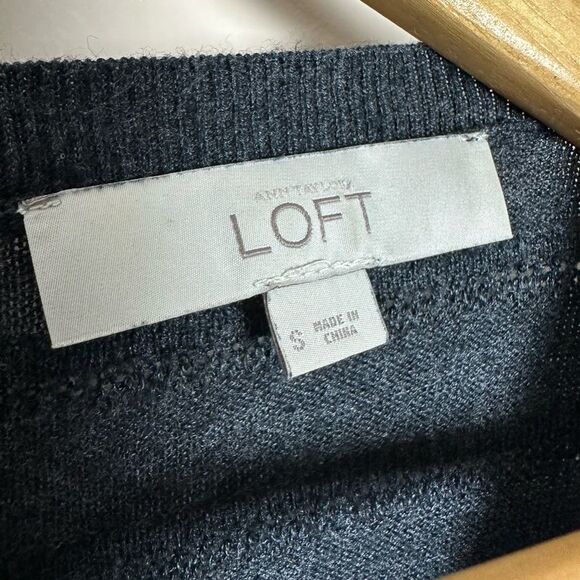 ANN TAYLOR
LOFT
S
MADE IN
CHINA